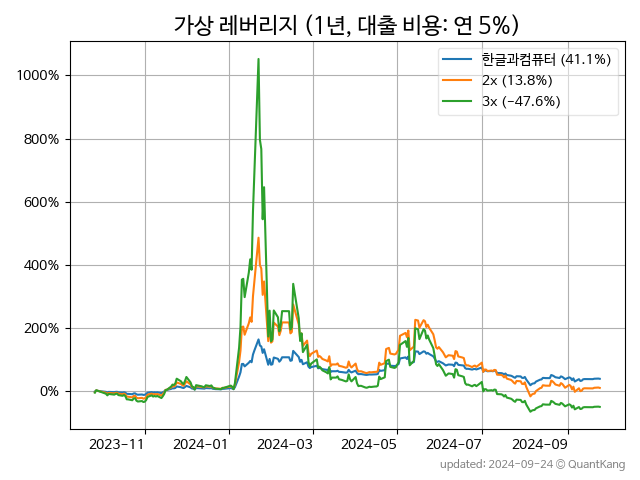 가상 레버리지 (1년, 대출 비용: 연 5%)
한글과컴퓨터 (41.1%)
2x (13.8%)
3x (-47.6%)
1000%
800%
600%
400%
200%
0%
2023-11
2024-01
2024-03
2024-05
2024-07
2024-09
updated: 2024-09-24 © QuantKang